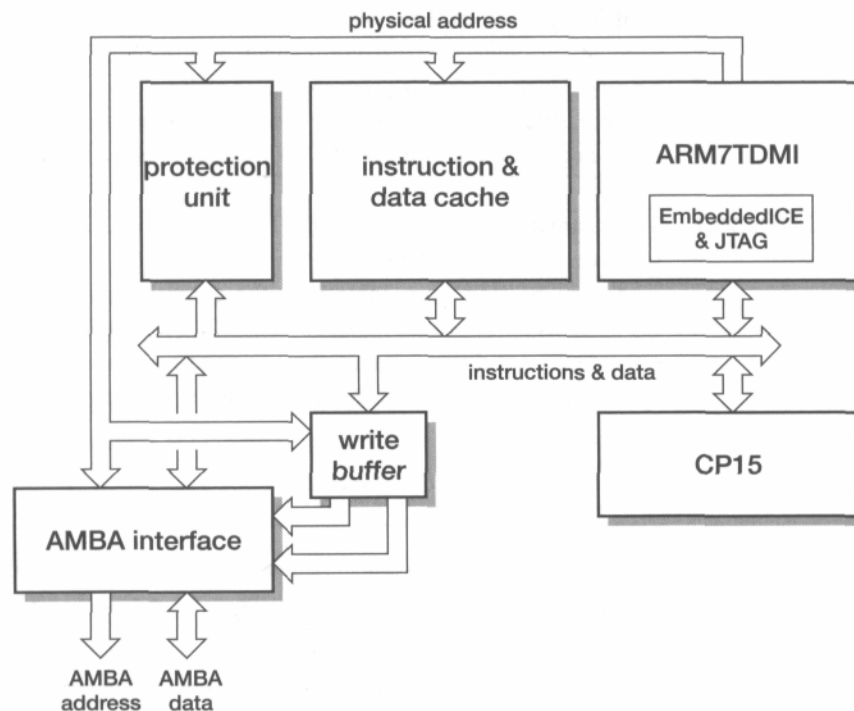 physical address
protection
unit
instruction &
data cache
ARM7TDMI
EmbeddedICE
& JTAG
instructions & data
write
buffer
CP15
AMBA interface
AMBA
address
AMBA
data